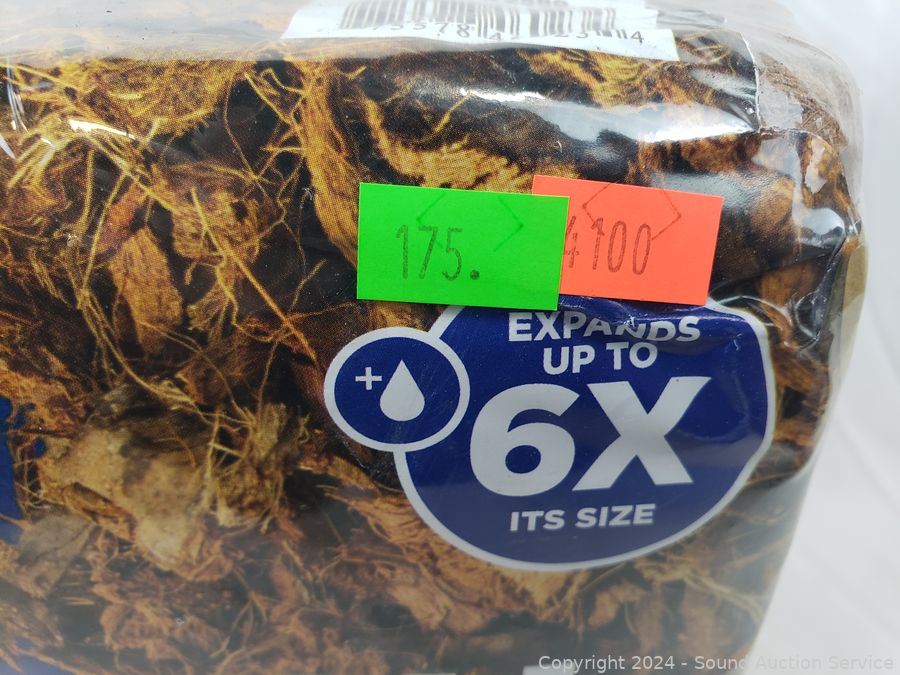 175.
4100
EXPANDS
UP TO
6X
ITS SIZE
+
Copyright 2024 - Sound Auction Service